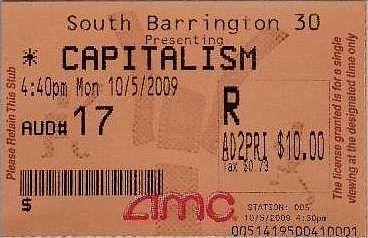 South Barrington 30
Presenting
* CAPITALISM
4:40pm Mon 10/5/2009
AUD# 17
R
AD2PRI $10.00
Tax $0.73
$
amc
STATION: 005
10/5/2009 4:30pm
0051419500410001
Please Retain This Stub
The license granted is for a single
viewing at the designated time only